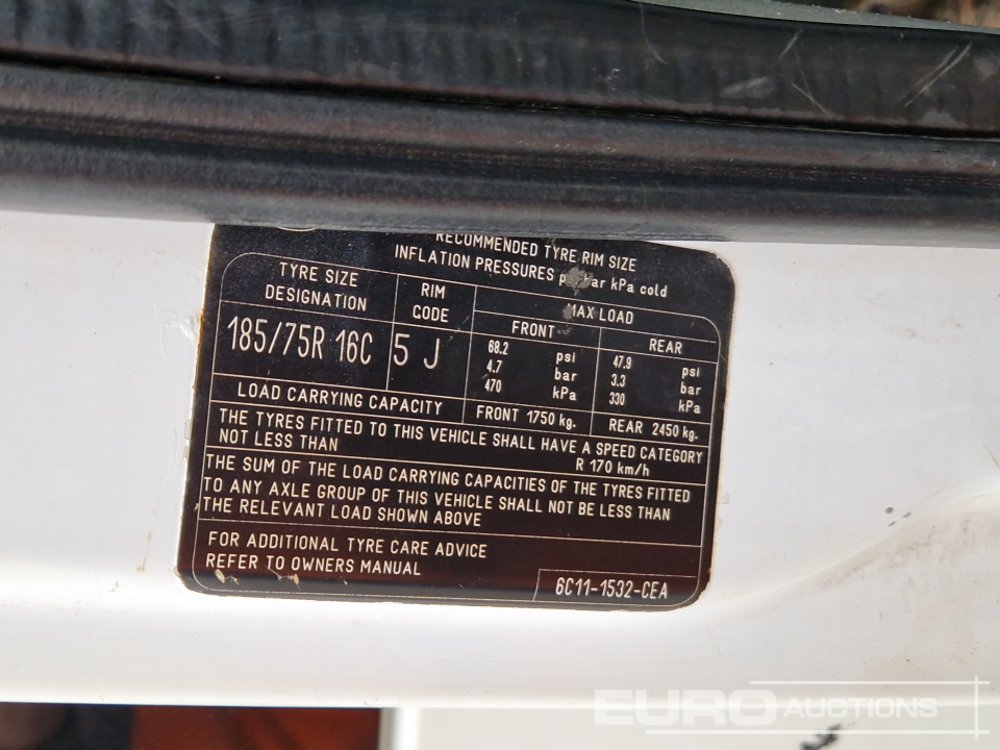 RECOMMENDED TYRE RIM SIZE
INFLATION PRESSURES bar kPa cold
TYRE SIZE
DESIGNATION
RIM
CODE
MAX LOAD
FRONT
REAR
185/75R 16C
5 J
68.2 psi
4.7 bar
470 kPa
47.9 psi
3.3 bar
330 kPa
LOAD CARRYING CAPACITY
FRONT 1750 kg.
REAR 2450 kg.
THE TYRES FITTED TO THIS VEHICLE SHALL HAVE A SPEED CATEGORY
NOT LESS THAN
R 170 km/h
THE SUM OF THE LOAD CARRYING CAPACITIES OF THE TYRES FITTED
TO ANY AXLE GROUP OF THIS VEHICLE SHALL NOT BE LESS THAN
THE RELEVANT LOAD SHOWN ABOVE
FOR ADDITIONAL TYRE CARE ADVICE
REFER TO OWNERS MANUAL
6C11-1532-CEA
EURO AUCTIONS